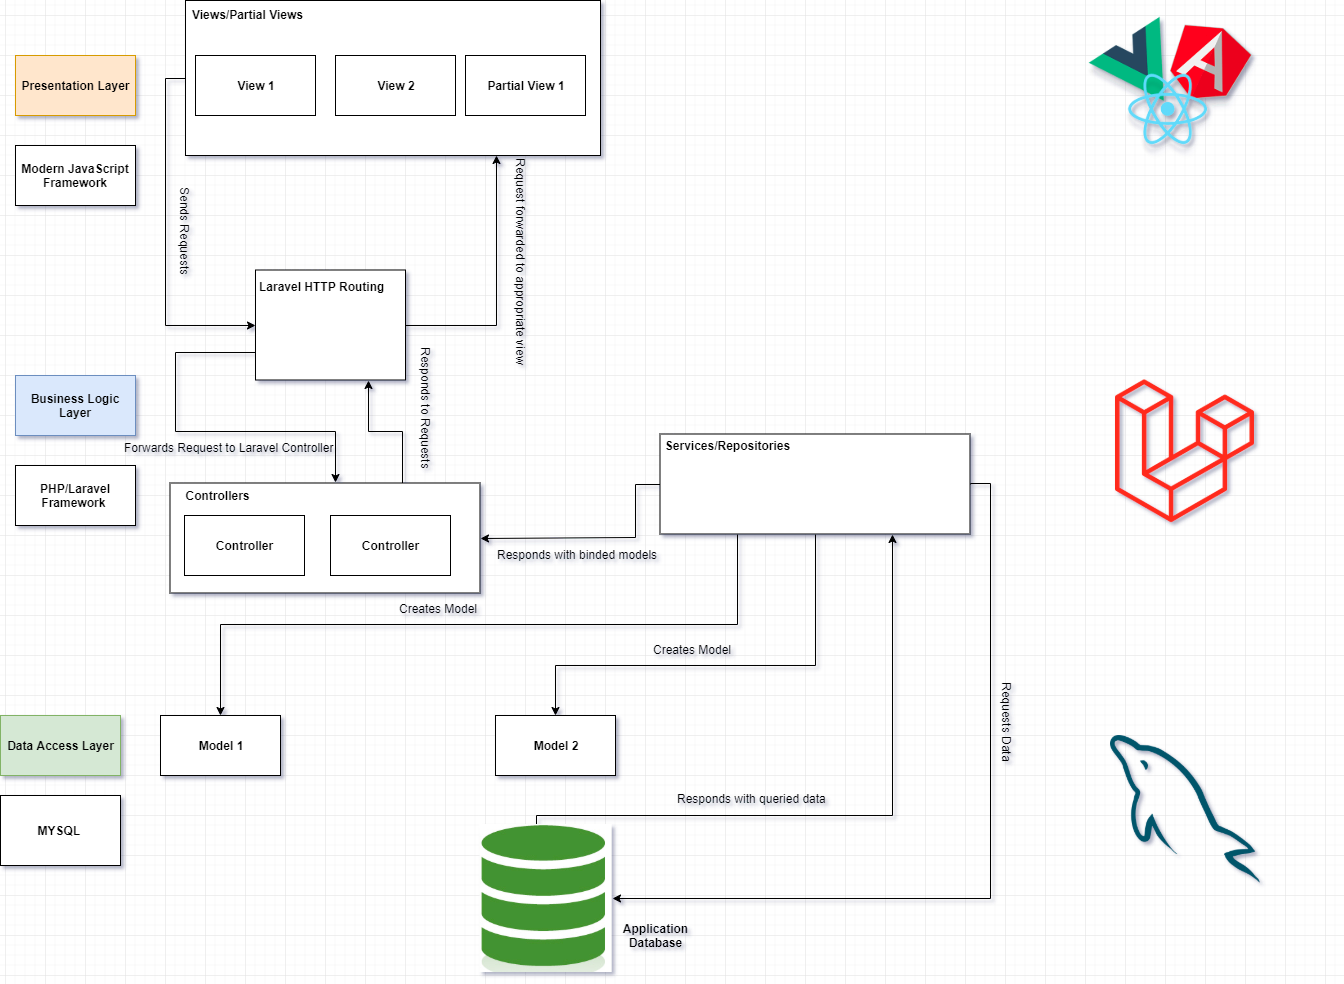 Views/Partial Views
Presentation Layer
View 1
View 2
Partial View 1
Modern JavaScript
Framework
Sends Requests
Request forwarded to appropriate view
Laravel HTTP Routing
Responds to Requests
Business Logic
Layer
Forwards Request to Laravel Controller
Services/Repositories
PHP/Laravel
Framework
Controllers
Controller
Controller
Responds with binded models
Creates Model
Creates Model
Requests Data
Data Access Layer
Model 1
Model 2
Responds with queried data
MYSQL
Application
Database